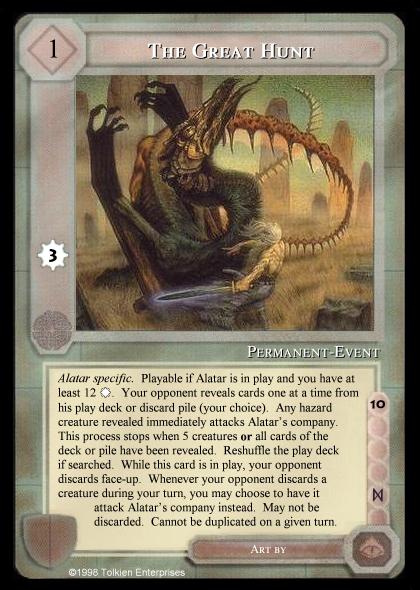 1
THE GREAT HUNT
3
PERMANENT-EVENT
Alatar specific. Playable if Alatar is in play and you have at
least 12 . Your opponent reveals cards one at a time from
his play deck or discard pile (your choice). Any hazard
creature revealed immediately attacks Alatar's company.
This process stops when 5 creatures or all cards of the
deck or pile have been revealed. Reshuffle the play deck
if searched. While this card is in play, your opponent
discards face-up. Whenever your opponent discards a
creature during your turn, you may choose to have it
attack Alatar's company instead. May not be
discarded. Cannot be duplicated on a given turn.
10
ART BY
©1998 Tolkien Enterprises